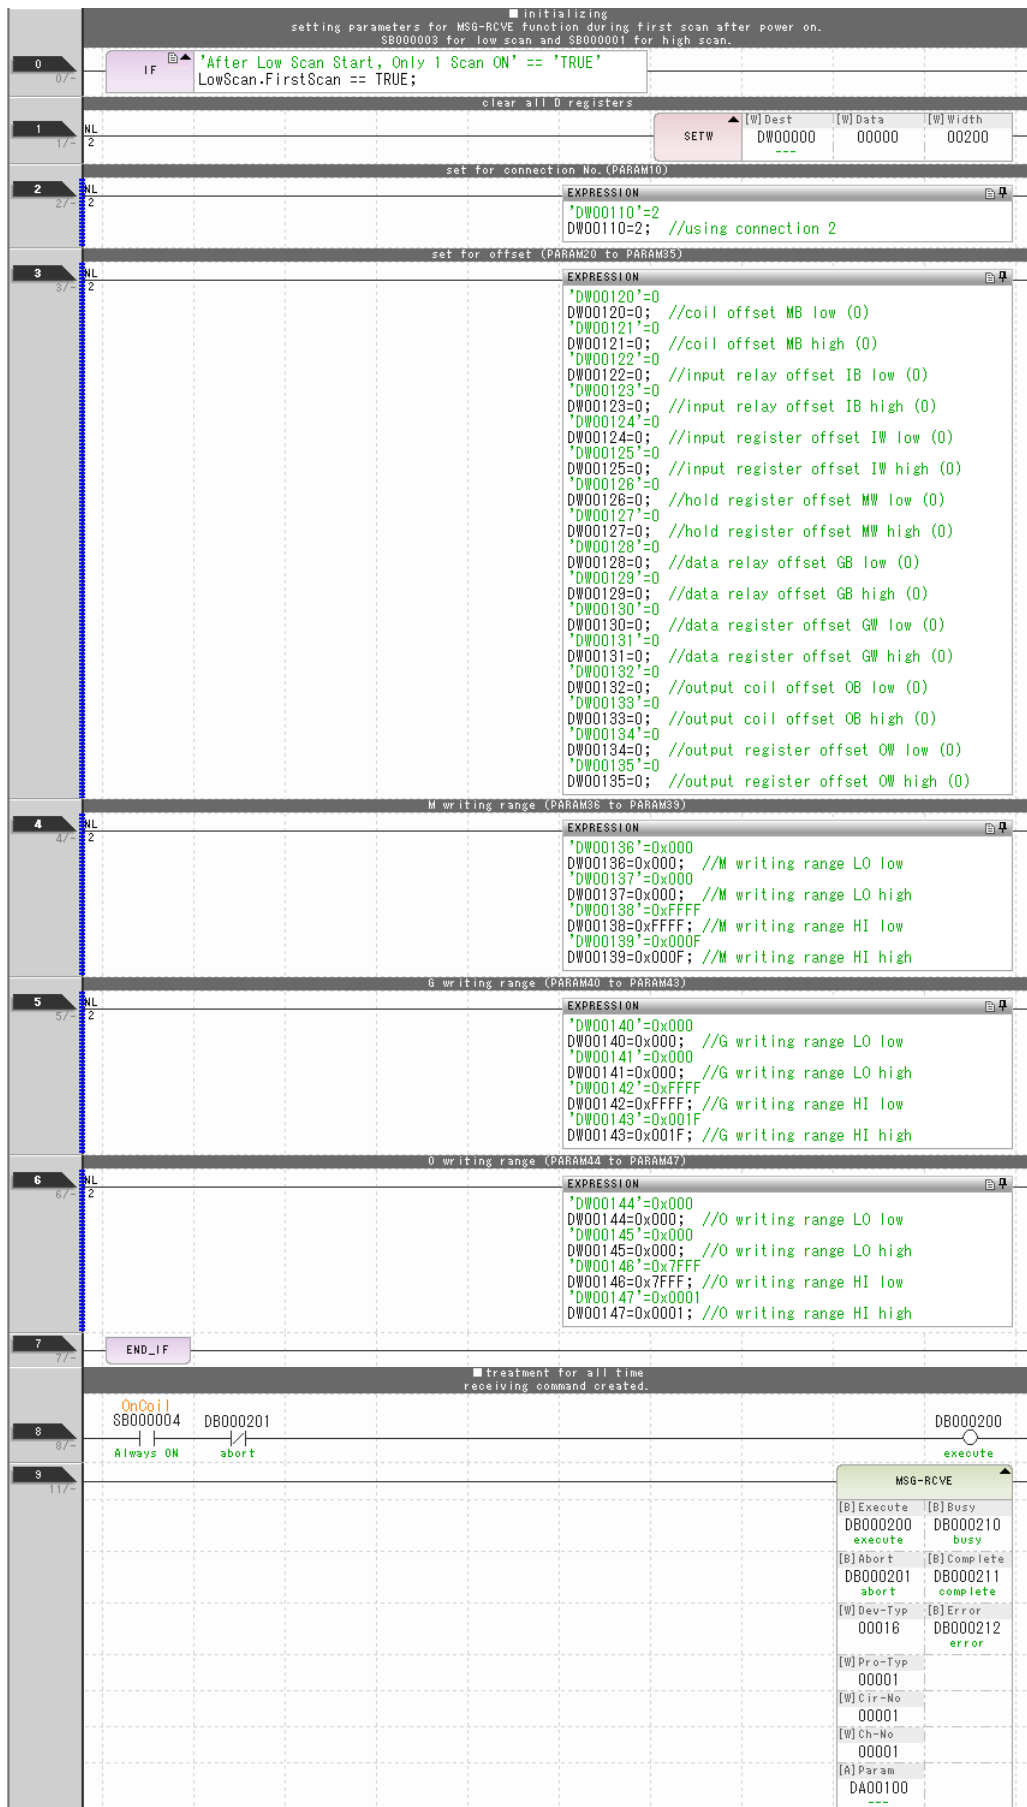 ■initializing
setting parameters for MSG-RCVE function during first scan after power on.
SB000003 for low scan and SB000001 for high scan.
0
0/-
IF
'After Low Scan Start, Only 1 Scan ON' == 'TRUE'
LowScan.FirstScan == TRUE;
clear all D registers
1
1/-
NL
2
SETW
[W]Dest [W]Data [W]Width
DW00000 00000 00200
---
set for connection No.(PARAM10)
2
2/-
NL
2
EXPRESSION
'DW00110'=2
DW00110=2; //using connection 2
set for offset (PARAM20 to PARAM35)
3
3/-
NL
2
EXPRESSION
'DW00120'=0
DW00120=0; //coil offset MB low (0)
'DW00121'=0
DW00121=0; //coil offset MB high (0)
'DW00122'=0
DW00122=0; //input relay offset IB low (0)
'DW00123'=0
DW00123=0; //input relay offset IB high (0)
'DW00124'=0
DW00124=0; //input register offset IW low (0)
'DW00125'=0
DW00125=0; //input register offset IW high (0)
'DW00126'=0
DW00126=0; //hold register offset MW low (0)
'DW00127'=0
DW00127=0; //hold register offset MW high (0)
'DW00128'=0
DW00128=0; //data relay offset GB low (0)
'DW00129'=0
DW00129=0; //data relay offset GB high (0)
'DW00130'=0
DW00130=0; //data register offset GW low (0)
'DW00131'=0
DW00131=0; //data register offset GW high (0)
'DW00132'=0
DW00132=0; //output coil offset OB low (0)
'DW00133'=0
DW00133=0; //output coil offset OB high (0)
'DW00134'=0
DW00134=0; //output register offset OW low (0)
'DW00135'=0
DW00135=0; //output register offset OW high (0)
M writing range (PARAM36 to PARAM39)
4
4/-
NL
2
EXPRESSION
'DW00136'=0x000
DW00136=0x000; //M writing range LO low
'DW00137'=0x000
DW00137=0x000; //M writing range LO high
'DW00138'=0xFFFF
DW00138=0xFFFF; //M writing range HI low
'DW00139'=0x000F
DW00139=0x000F; //M writing range HI high
G writing range (PARAM40 to PARAM43)
5
5/-
NL
2
EXPRESSION
'DW00140'=0x000
DW00140=0x000; //G writing range LO low
'DW00141'=0x000
DW00141=0x000; //G writing range LO high
'DW00142'=0xFFFF
DW00142=0xFFFF; //G writing range HI low
'DW00143'=0x001F
DW00143=0x001F; //G writing range HI high
O writing range (PARAM44 to PARAM47)
6
6/-
NL
2
EXPRESSION
'DW00144'=0x000
DW00144=0x000; //O writing range LO low
'DW00145'=0x000
DW00145=0x000; //O writing range LO high
'DW00146'=0x7FFF
DW00146=0x7FFF; //O writing range HI low
'DW00147'=0x0001
DW00147=0x0001; //O writing range HI high
7
7/-
END_IF
■treatment for all time
receiving command created.
8
8/-
OnCoil
SB000004 DB000201 DB000200
Always ON abort execute
9
11/-
MSG-RCVE
[B]Execute [B]Busy
DB000200 DB000210
execute busy
[B]Abort [B]Complete
DB000201 DB000211
abort complete
[W]Dev-Typ [B]Error
00016 DB000212
error
[W]Pro-Typ
00001
[W]Cir-No
00001
[W]Ch-No
00001
[A]Param
DA00100
---